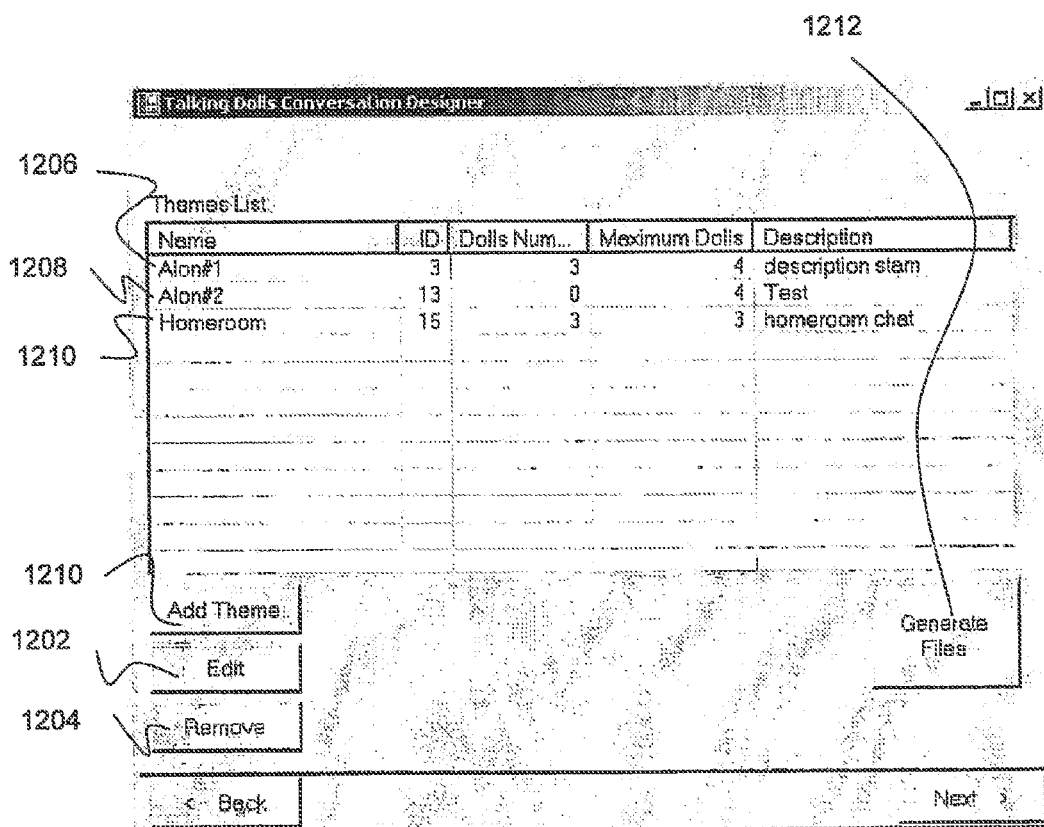 1212
Talking Dolls Conversation Designer
1206
Themes List
Name ID Dolls Num... Maximum Dolls Description
Alon#1 3 3 4 description slam
1208
Alon#2 13 0 4 Test
Homeroom 15 3 3 homeroom chat
1210
1210
Add Theme
Generate
Files
1202
Edit
1204
Remove
< Back
Next >